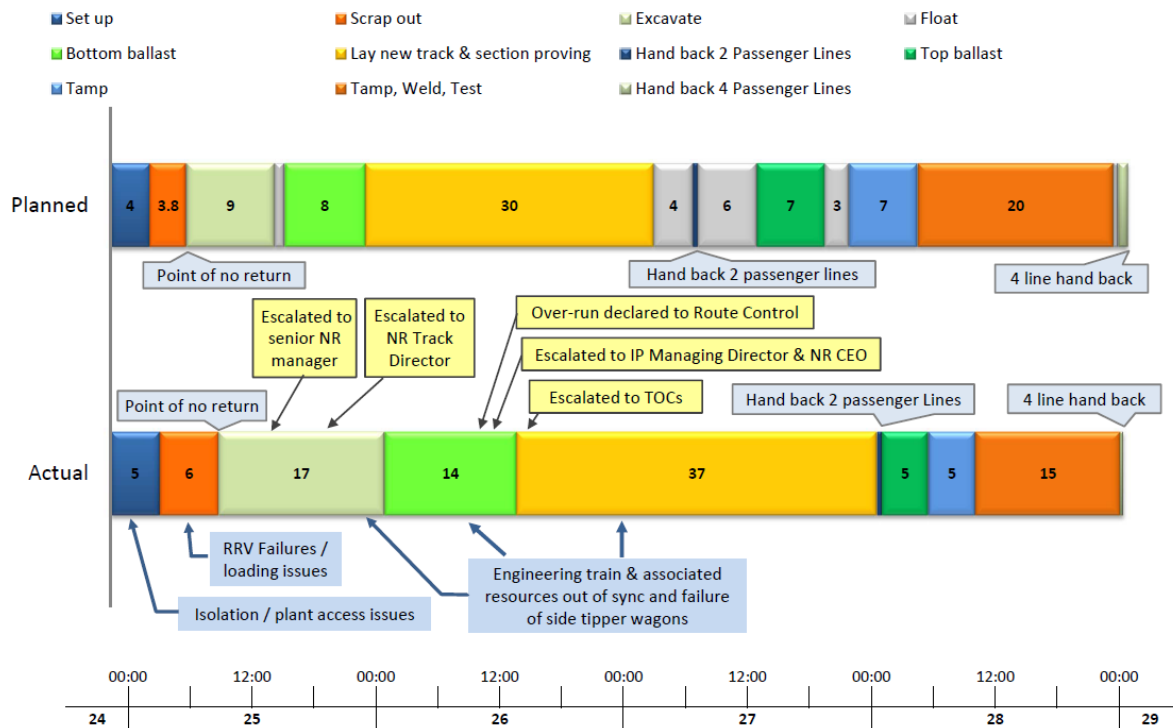 Set up
Scrap out
Excavate
Float
Bottom ballast
Lay new track & section proving
Hand back 2 Passenger Lines
Top ballast
Tamp
Tamp, Weld, Test
Hand back 4 Passenger Lines
Planned
4
3.8
9
8
30
4
6
7
3
7
20
Point of no return
Hand back 2 passenger lines
4 line hand back
Escalated to
senior NR
manager
Escalated to
NR Track
Director
Over-run declared to Route Control
Escalated to IP Managing Director & NR CEO
Escalated to TOCs
Point of no return
Hand back 2 passenger Lines
4 line hand back
Actual
5
6
17
14
37
5
5
15
RRV Failures /
loading issues
Isolation / plant access issues
Engineering train & associated
resources out of sync and failure
of side tipper wagons
00:00
12:00
00:00
12:00
00:00
12:00
00:00
12:00
00:00
24
25
26
27
28
29